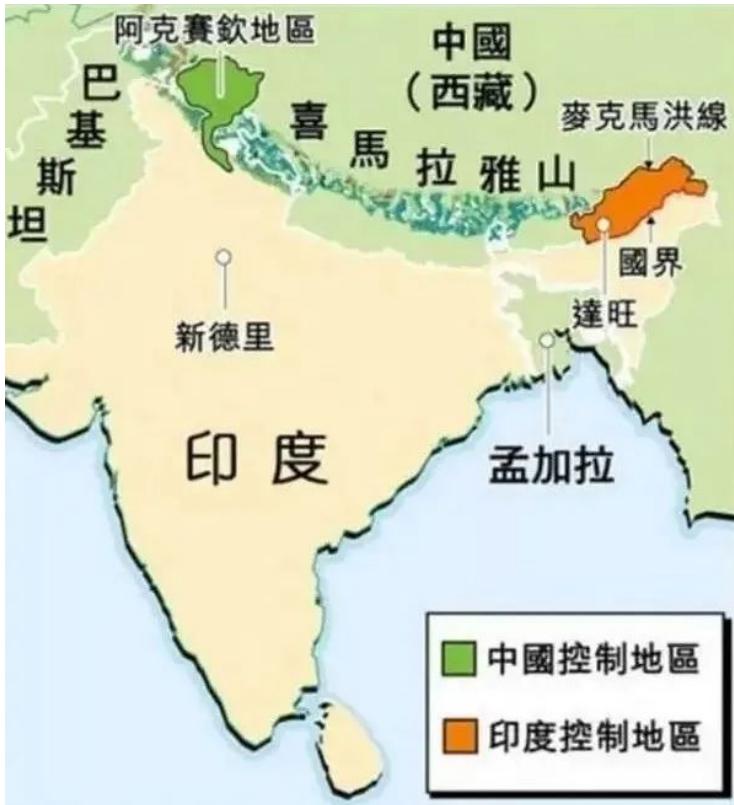 阿克賽欽地區
中國
（西藏）
巴基斯坦
喜馬拉雅山
麥克馬洪線
國界
達旺
新德里
印度
孟加拉
中國控制地區
印度控制地區